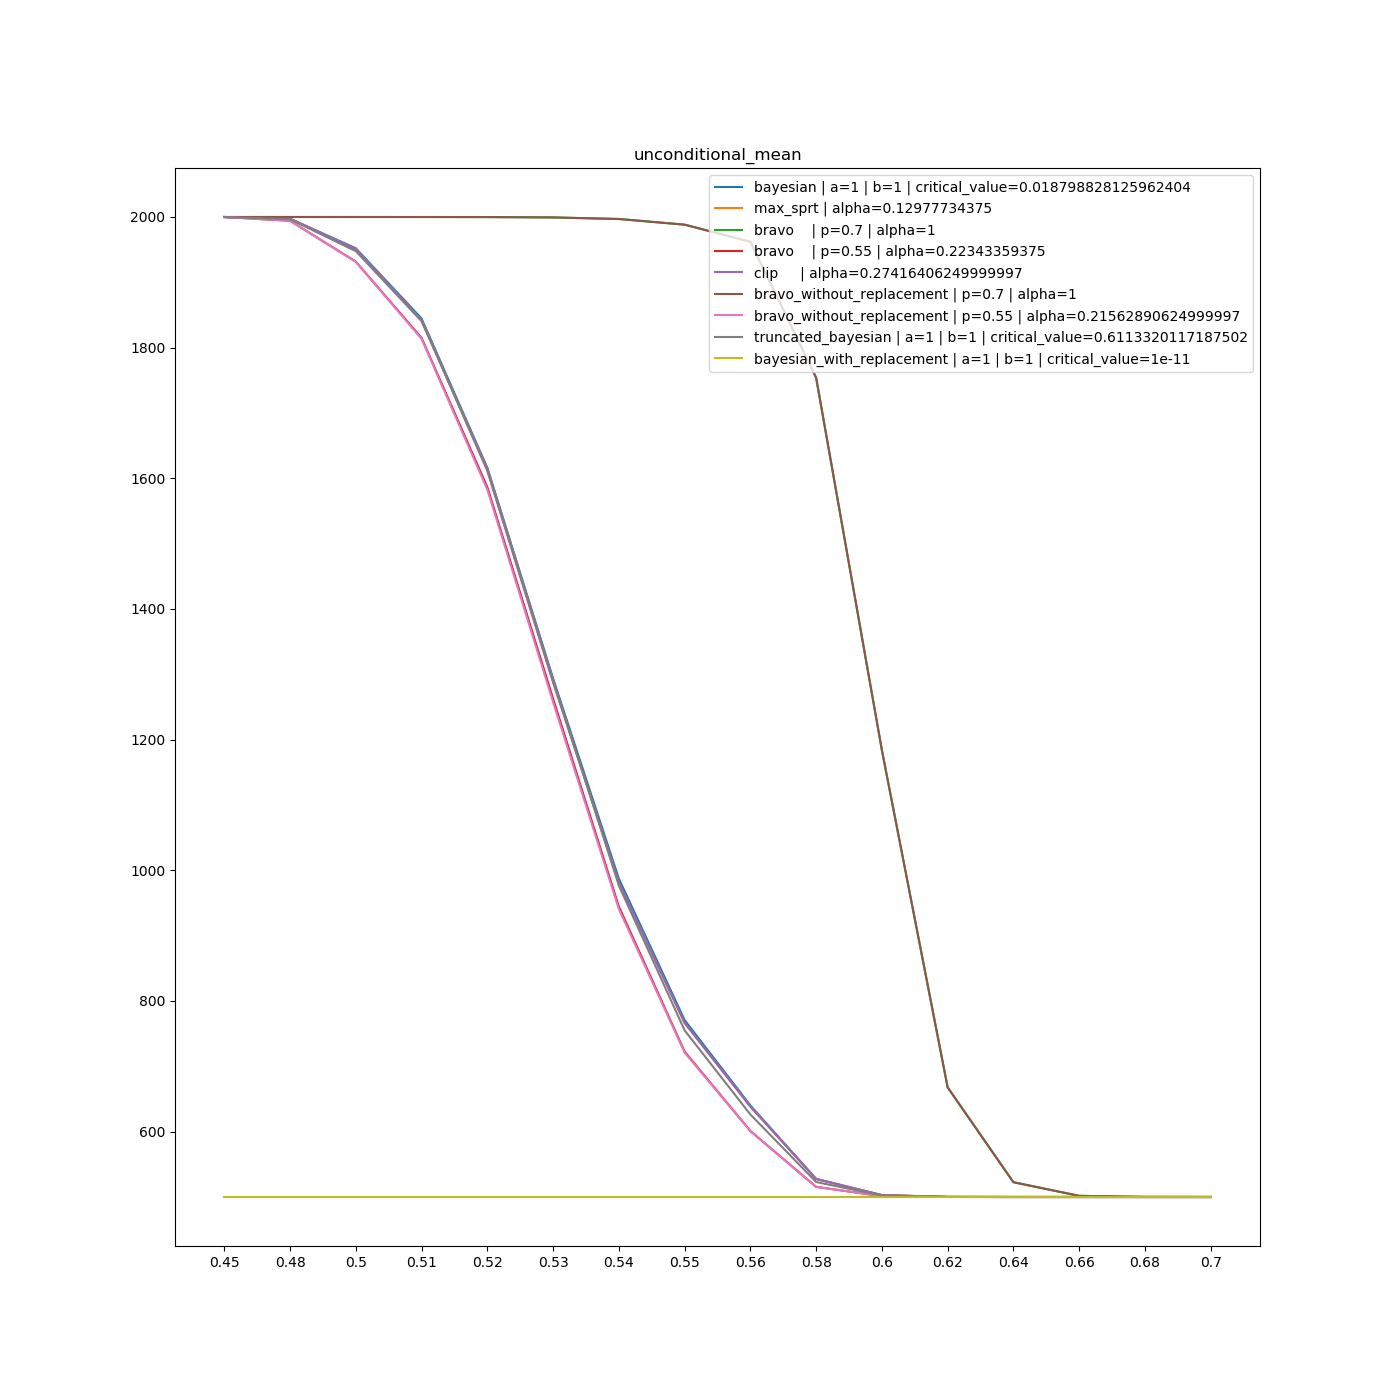 unconditional_mean
bayesian | a=1 | b=1 | critical_value=0.018798828125962404
max_sprt | alpha=0.12977734375
bravo    | p=0.7 | alpha=1
bravo    | p=0.55 | alpha=0.22343359375
clip     | alpha=0.27416406249999997
bravo_without_replacement | p=0.7 | alpha=1
bravo_without_replacement | p=0.55 | alpha=0.21562890624999997
truncated_bayesian | a=1 | b=1 | critical_value=0.6113320117187502
bayesian_with_replacement | a=1 | b=1 | critical_value=1e-11
2000
1800
1600
1400
1200
1000
800
600
0.45 0.48 0.5 0.51 0.52 0.53 0.54 0.55 0.56 0.58 0.6 0.62 0.64 0.66 0.68 0.7